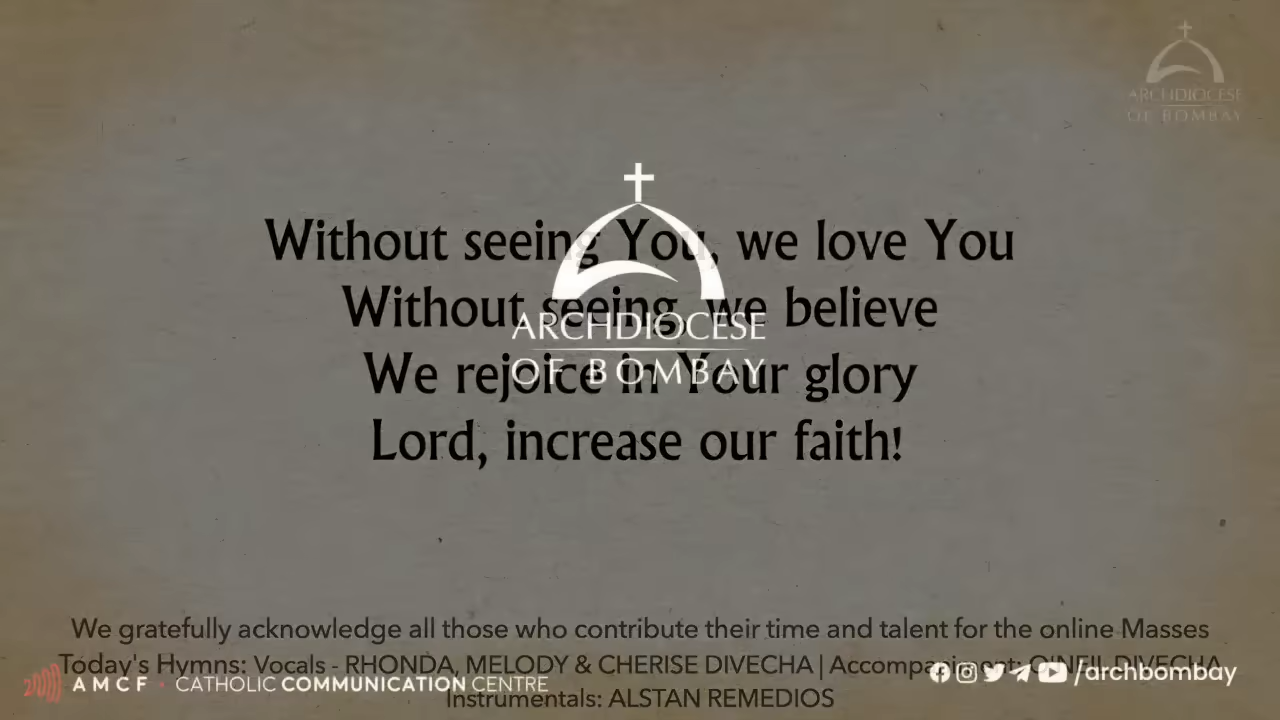 ARCHDIOCESE
OF BOMBAY
Without seeing You, we love You
Without seeing, we believe
ARCHDIOCESE
We rejoice in Your glory
OF BOMBAY
Lord, increase our faith!
We gratefully acknowledge all those who contribute their time and talent for the online Masses
Today's Hymns: Vocals - RHONDA, MELODY & CHERISE DIVECHA | Accompaniment: O'NEIL DIVECHA
AMCF · CATHOLIC COMMUNICATION CENTRE
/archbombay
Instrumentals: ALSTAN REMEDIOS